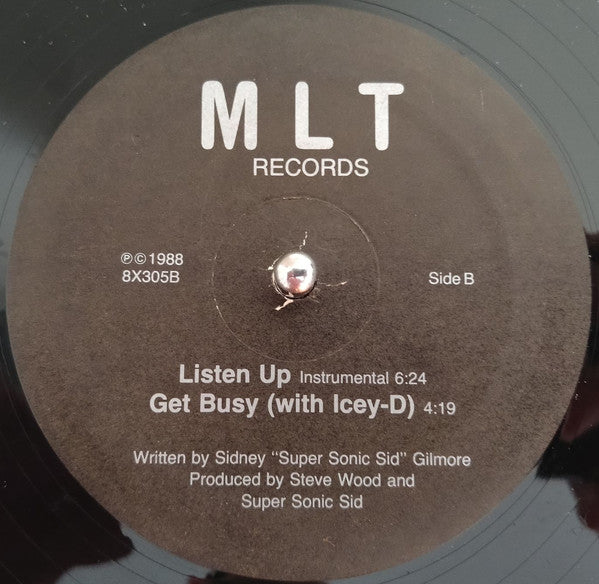 MLT
RECORDS
℗© 1988
8X305B
Side B
Listen Up Instrumental 6:24
Get Busy (with Icey-D) 4:19
Written by Sidney "Super Sonic Sid" Gilmore
Produced by Steve Wood and
Super Sonic Sid